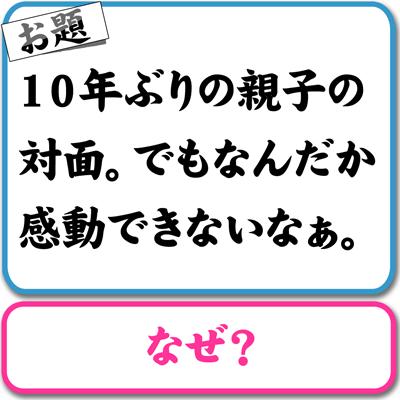 お題
10年ぶりの親子の
対面。でもなんだか
感動できないなぁ。
なぜ？